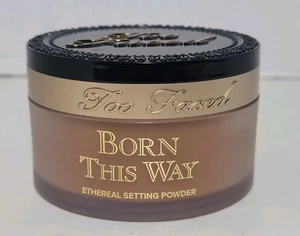 Too Faced
BORN
THIS WAY
ETHEREAL SETTING POWDER